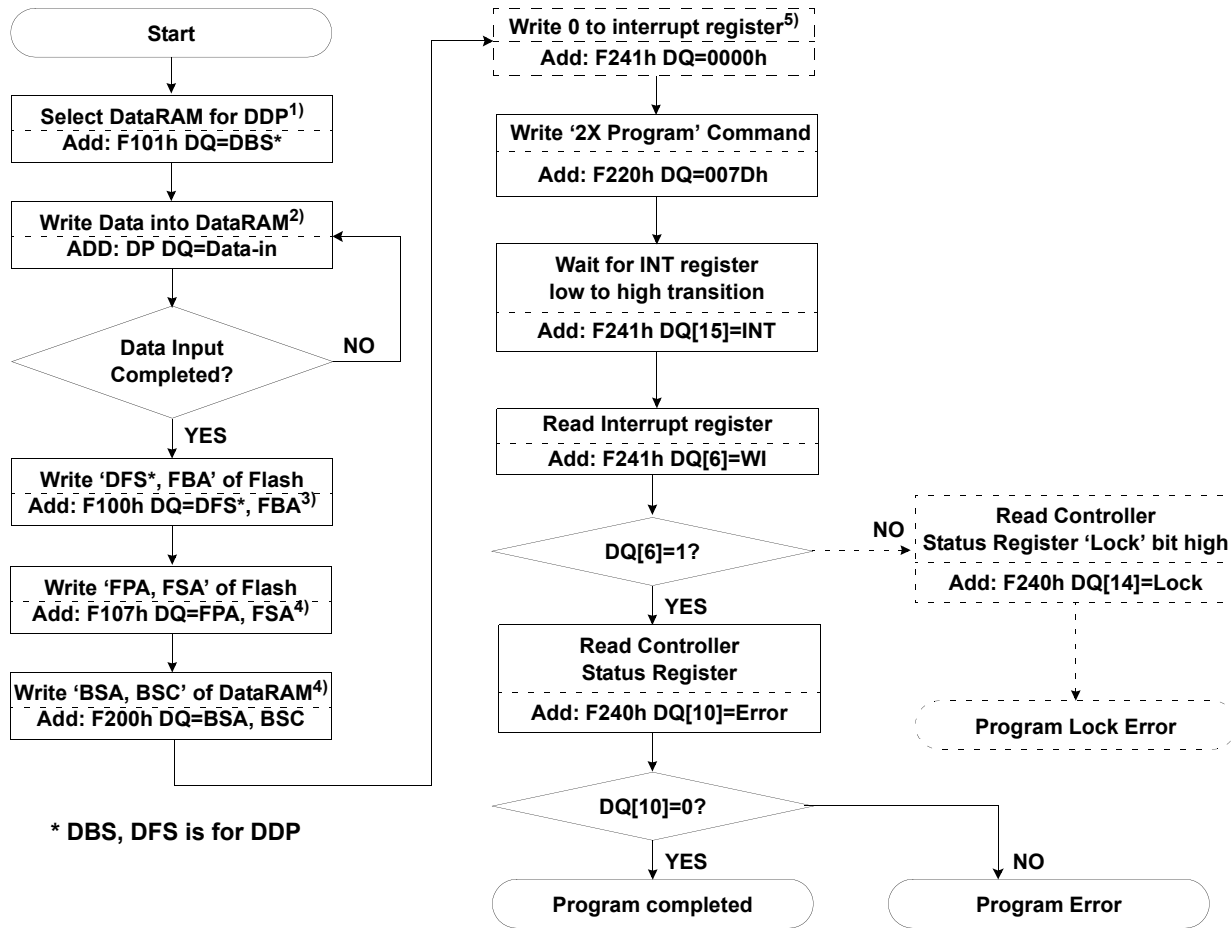 Start
Select DataRAM for DDP1)
Add: F101h DQ=DBS*
Write Data into DataRAM2)
ADD: DP DQ=Data-in
Data Input
Completed?
NO
YES
Write ‘DFS*, FBA’ of Flash
Add: F100h DQ=DFS*, FBA3)
Write ‘FPA, FSA’ of Flash
Add: F107h DQ=FPA, FSA4)
Write ‘BSA, BSC’ of DataRAM4)
Add: F200h DQ=BSA, BSC
* DBS, DFS is for DDP
Write 0 to interrupt register5)
Add: F241h DQ=0000h
Write ‘2X Program’ Command
Add: F220h DQ=007Dh
Wait for INT register
low to high transition
Add: F241h DQ[15]=INT
Read Interrupt register
Add: F241h DQ[6]=WI
DQ[6]=1?
NO
YES
Read Controller
Status Register ‘Lock’ bit high
Add: F240h DQ[14]=Lock
Program Lock Error
Read Controller
Status Register
Add: F240h DQ[10]=Error
DQ[10]=0?
YES
NO
Program completed
Program Error